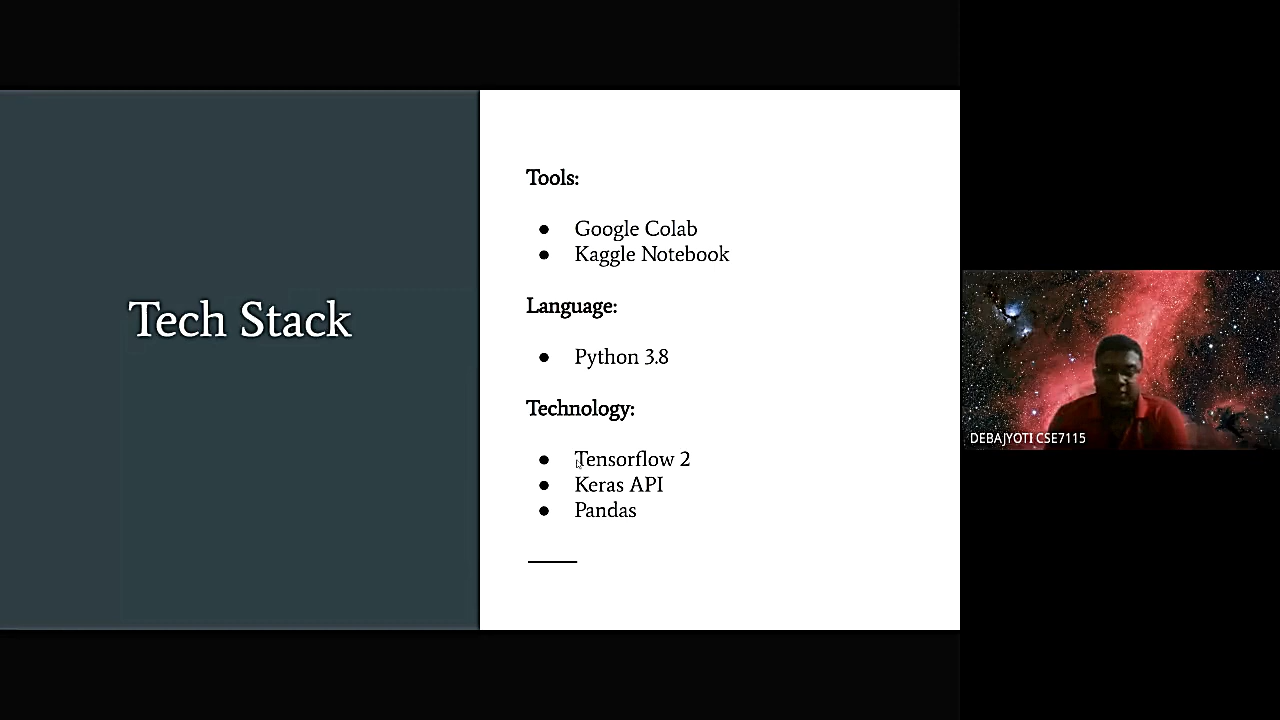 Tech Stack
Tools:
● Google Colab
● Kaggle Notebook
Language:
● Python 3.8
Technology:
● Tensorflow 2
● Keras API
● Pandas
DEBAJYOTI CSE7115